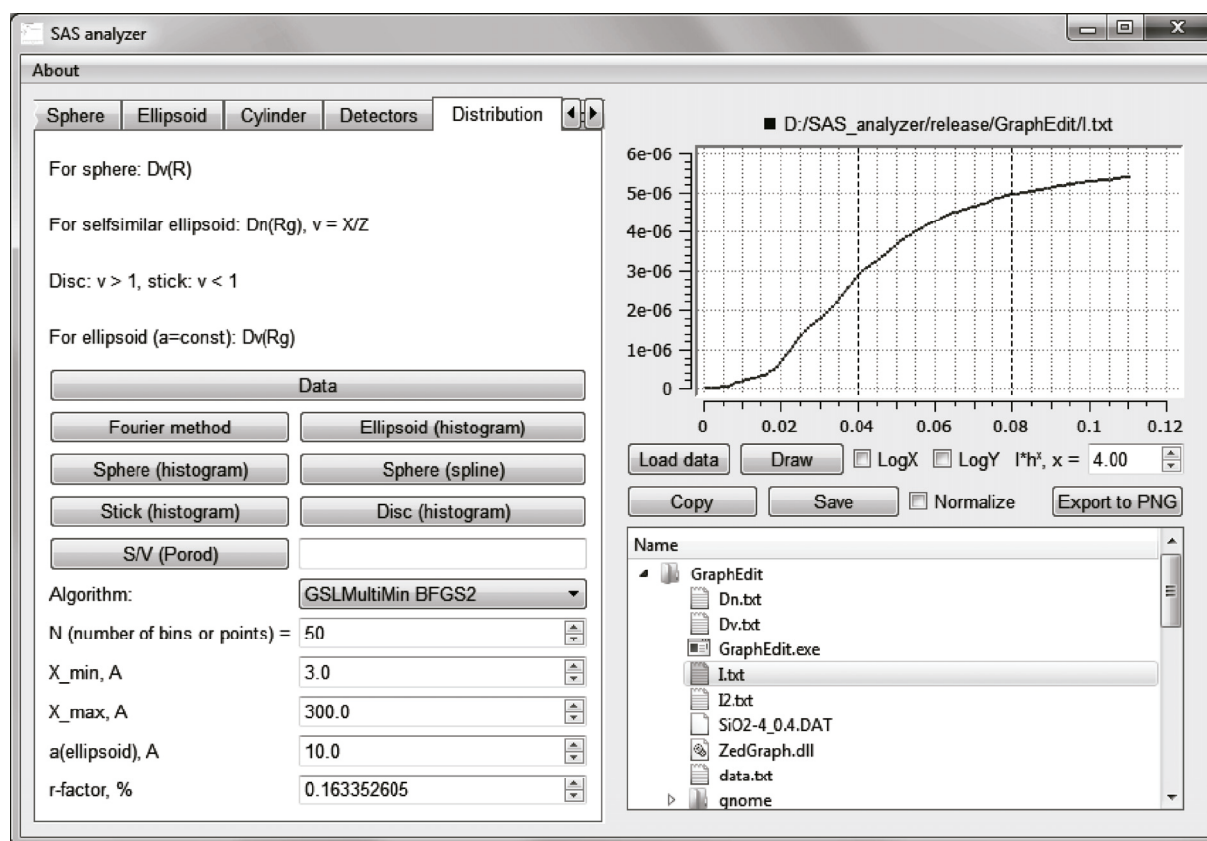 SAS analyzer
About
Sphere Ellipsoid Cylinder Detectors Distribution
For sphere: Dv(R)
For selfsimilar ellipsoid: Dn(Rg), v = X/Z
Disc: v > 1, stick: v < 1
For ellipsoid (a=const): Dv(Rg)
Data
Fourier method Ellipsoid (histogram)
Sphere (histogram) Sphere (spline)
Stick (histogram) Disc (histogram)
S/V (Porod)
Algorithm: GSLMultiMin BFGS2
N (number of bins or points) = 50
X_min, A 3.0
X_max, A 300.0
a(ellipsoid), A 10.0
r-factor, % 0.163352605
D:/SAS_analyzer/release/GraphEdit/I.txt
6e-06
5e-06
4e-06
3e-06
2e-06
1e-06
0
0 0.02 0.04 0.06 0.08 0.1 0.12
Load data Draw LogX LogY I*hˣ, x = 4.00
Copy Save Normalize Export to PNG
Name
GraphEdit
Dn.txt
Dv.txt
GraphEdit.exe
I.txt
I2.txt
SiO2-4_0.4.DAT
ZedGraph.dll
data.txt
gnome